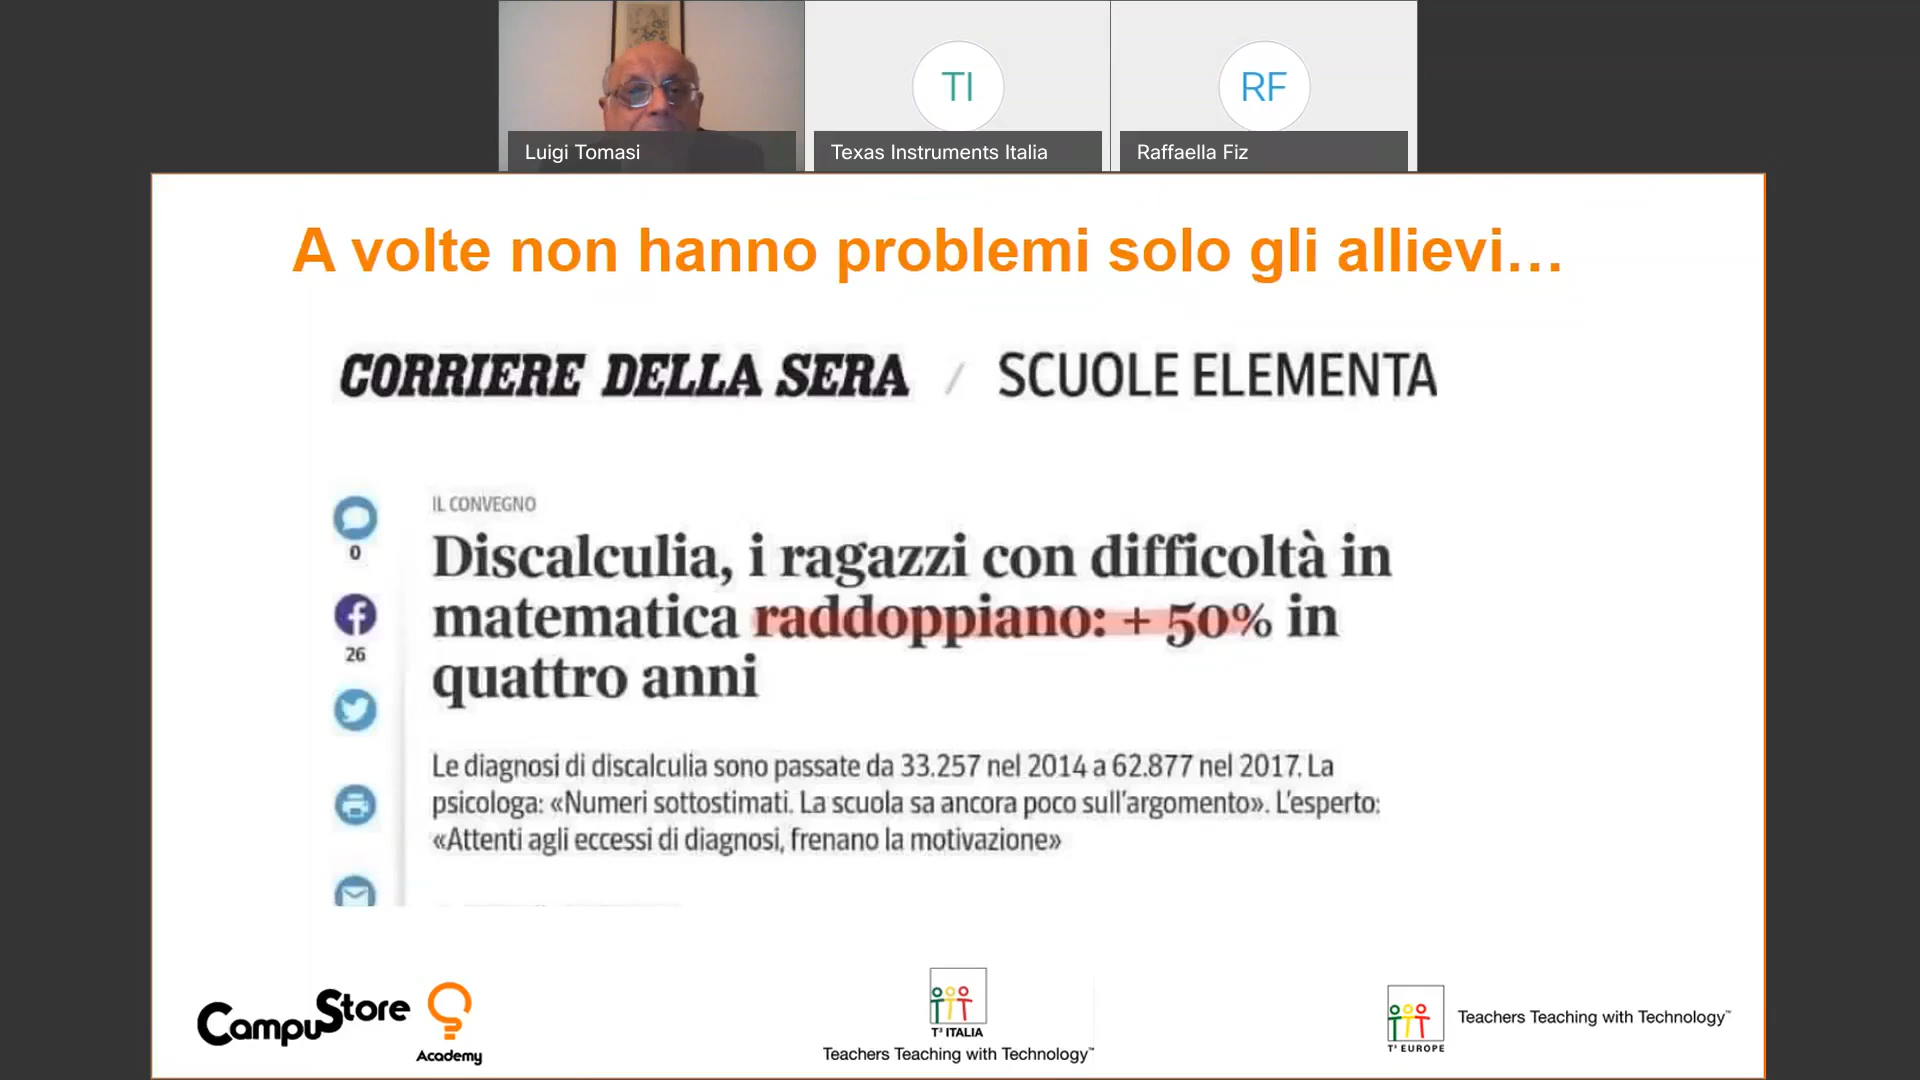 TI
RF
Luigi Tomasi
Texas Instruments Italia
Raffaella Fiz
A volte non hanno problemi solo gli allievi...
CORRIERE DELLA SERA / SCUOLE ELEMENTA
IL CONVEGNO
Discalculia, i ragazzi con difficoltà in
matematica raddoppiano: + 50% in
quattro anni
0
26
Le diagnosi di discalculia sono passate da 33.257 nel 2014 a 62.877 nel 2017. La
psicologa: «Numeri sottostimati. La scuola sa ancora poco sull'argomento». L'esperto:
«Attenti agli eccessi di diagnosi, frenano la motivazione»
CampuStore
Academy
T³ ITALIA
Teachers Teaching with Technology™
T³ EUROPE
Teachers Teaching with Technology™